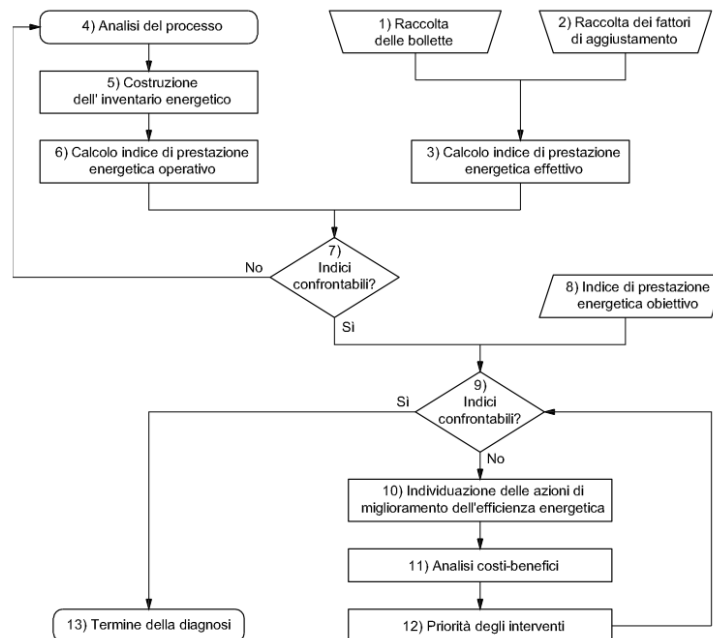 4) Analisi del processo
1) Raccolta
delle bollette
2) Raccolta dei fattori
di aggiustamento
5) Costruzione
dell' inventario energetico
6) Calcolo indice di prestazione
energetica operativo
3) Calcolo indice di prestazione
energetica effettivo
7)
Indici
confrontabili?
No
Sì
8) Indice di prestazione
energetica obiettivo
9)
Indici
confrontabili?
Sì
No
10) Individuazione delle azioni di
miglioramento dell'efficienza energetica
11) Analisi costi-benefici
12) Priorità degli interventi
13) Termine della diagnosi